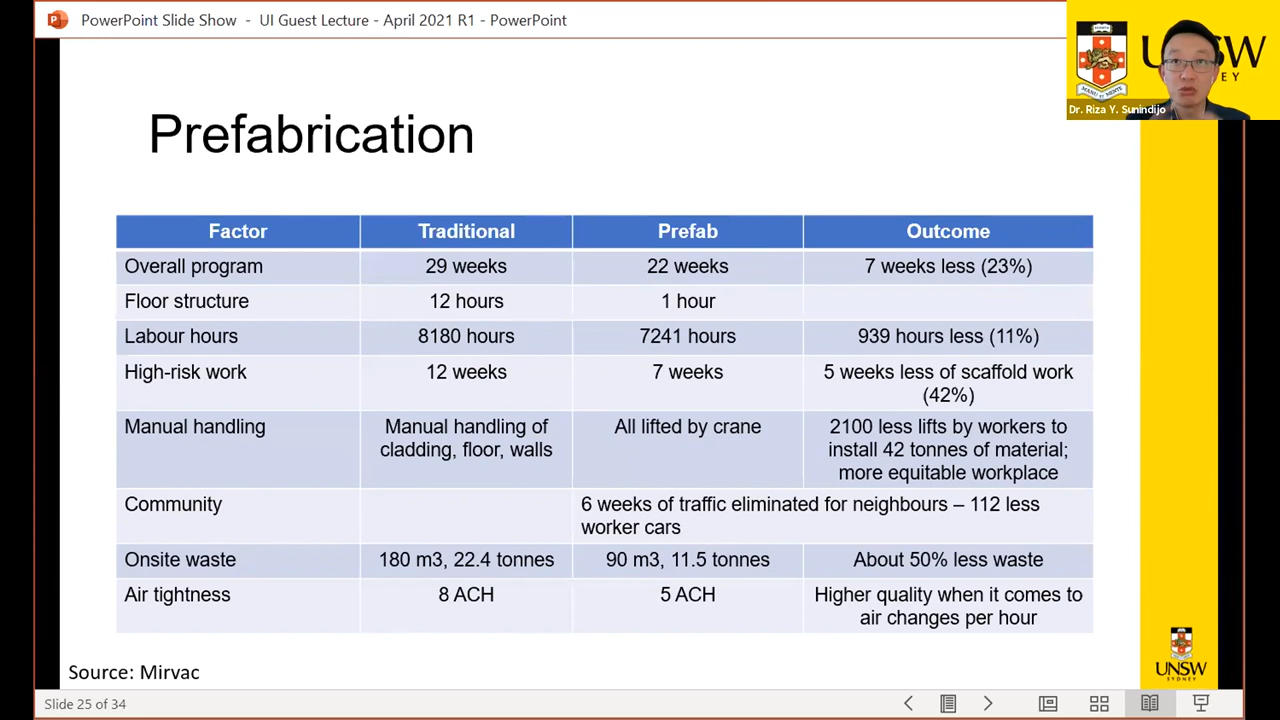 PowerPoint Slide Show - UI Guest Lecture - April 2021 R1 - PowerPoint
Dr. Riza Y. Sunindijo
Prefabrication
Factor Traditional Prefab Outcome
Overall program 29 weeks 22 weeks 7 weeks less (23%)
Floor structure 12 hours 1 hour
Labour hours 8180 hours 7241 hours 939 hours less (11%)
High-risk work 12 weeks 7 weeks 5 weeks less of scaffold work
(42%)
Manual handling Manual handling of All lifted by crane 2100 less lifts by workers to
cladding, floor, walls install 42 tonnes of material;
more equitable workplace
Community 6 weeks of traffic eliminated for neighbours – 112 less
worker cars
Onsite waste 180 m3, 22.4 tonnes 90 m3, 11.5 tonnes About 50% less waste
Air tightness 8 ACH 5 ACH Higher quality when it comes to
air changes per hour
Source: Mirvac
UNSW
SYDNEY
Slide 25 of 34